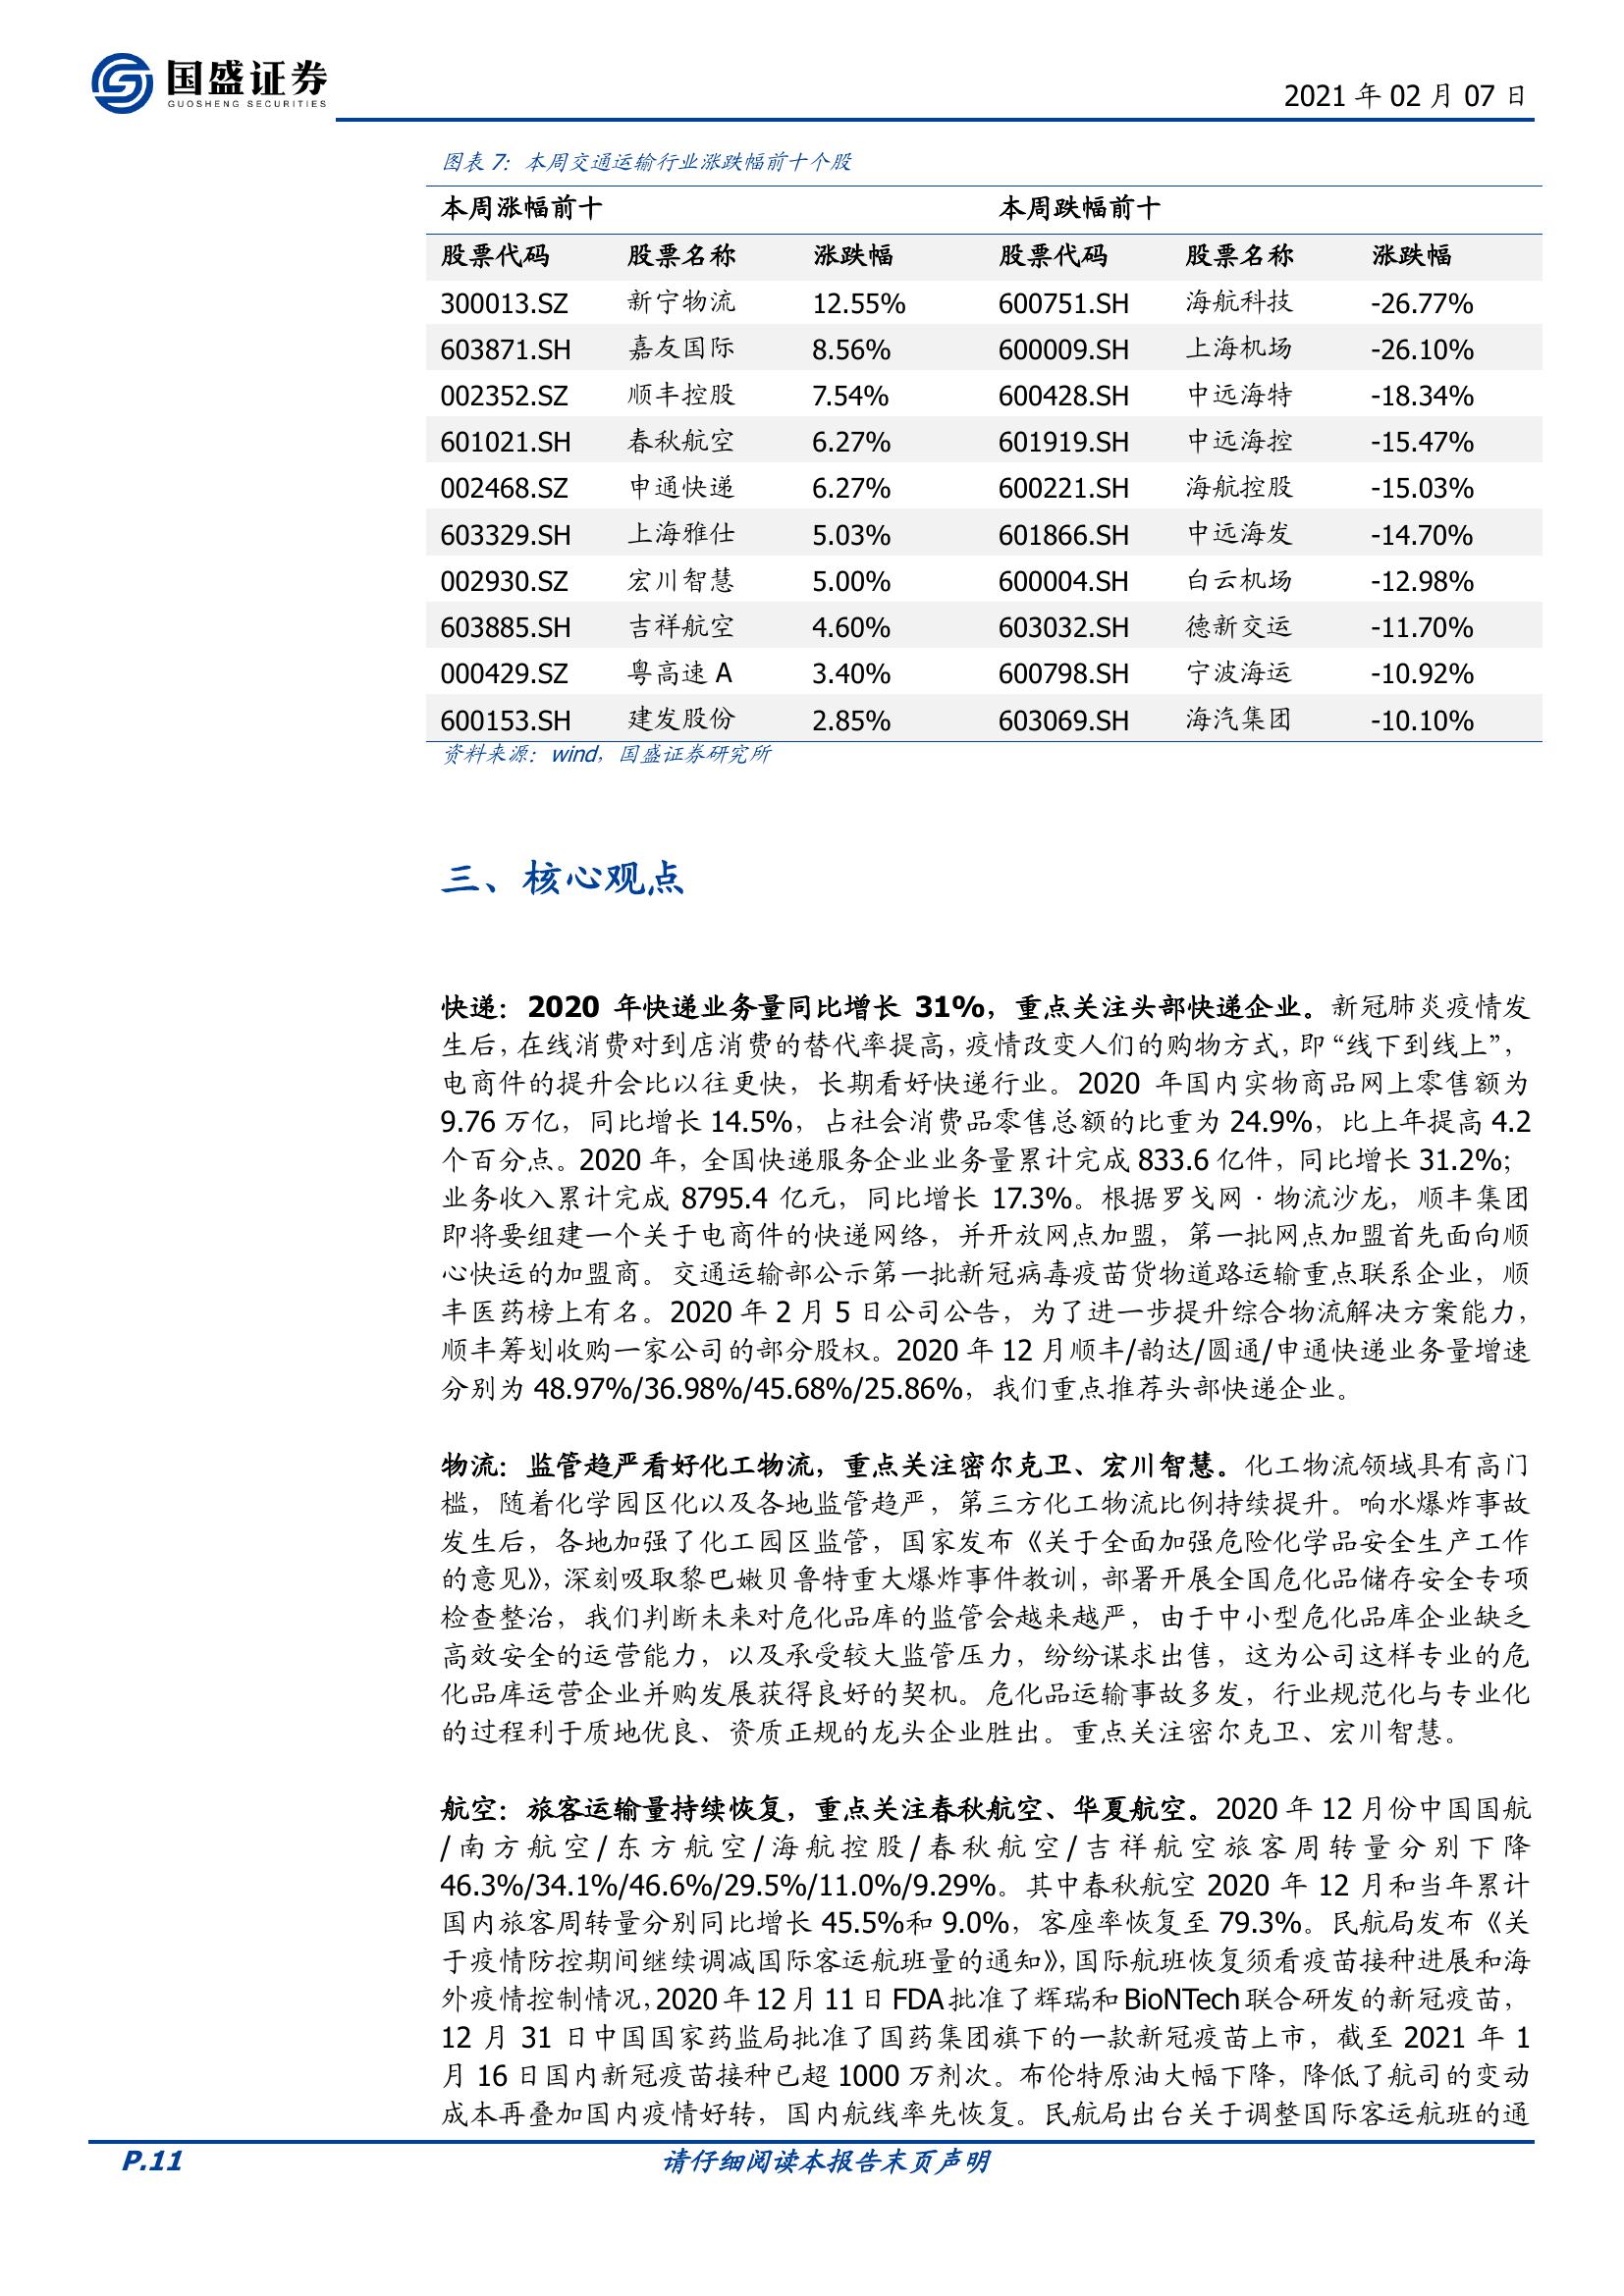 国盛证券
GUOSHENG SECURITIES
2021 年 02 月 07 日
图表 7：本周交通运输行业涨跌幅前十个股
本周涨幅前十 本周跌幅前十
股票代码 股票名称 涨跌幅 股票代码 股票名称 涨跌幅
300013.SZ 新宁物流 12.55% 600751.SH 海航科技 -26.77%
603871.SH 嘉友国际 8.56% 600009.SH 上海机场 -26.10%
002352.SZ 顺丰控股 7.54% 600428.SH 中远海特 -18.34%
601021.SH 春秋航空 6.27% 601919.SH 中远海控 -15.47%
002468.SZ 申通快递 6.27% 600221.SH 海航控股 -15.03%
603329.SH 上海雅仕 5.03% 601866.SH 中远海发 -14.70%
002930.SZ 宏川智慧 5.00% 600004.SH 白云机场 -12.98%
603885.SH 吉祥航空 4.60% 603032.SH 德新交运 -11.70%
000429.SZ 粤高速 A 3.40% 600798.SH 宁波海运 -10.92%
600153.SH 建发股份 2.85% 603069.SH 海汽集团 -10.10%
资料来源：wind，国盛证券研究所
三、核心观点
快递：2020 年快递业务量同比增长 31%，重点关注头部快递企业。新冠肺炎疫情发
生后，在线消费对到店消费的替代率提高，疫情改变人们的购物方式，即“线下到线上”，
电商件的提升会比以往更快，长期看好快递行业。2020 年国内实物商品网上零售额为
9.76 万亿，同比增长 14.5%，占社会消费品零售总额的比重为 24.9%，比上年提高 4.2
个百分点。2020 年，全国快递服务企业业务量累计完成 833.6 亿件，同比增长 31.2%；
业务收入累计完成 8795.4 亿元，同比增长 17.3%。根据罗戈网·物流沙龙，顺丰集团
即将要组建一个关于电商件的快递网络，并开放网点加盟，第一批网点加盟首先面向顺
心快运的加盟商。交通运输部公示第一批新冠病毒疫苗货物道路运输重点联系企业，顺
丰医药榜上有名。2020 年 2 月 5 日公司公告，为了进一步提升综合物流解决方案能力，
顺丰筹划收购一家公司的部分股权。2020 年 12 月顺丰/韵达/圆通/申通快递业务量增速
分别为 48.97%/36.98%/45.68%/25.86%，我们重点推荐头部快递企业。
物流：监管趋严看好化工物流，重点关注密尔克卫、宏川智慧。化工物流领域具有高门
槛，随着化学园区化以及各地监管趋严，第三方化工物流比例持续提升。响水爆炸事故
发生后，各地加强了化工园区监管，国家发布《关于全面加强危险化学品安全生产工作
的意见》，深刻吸取黎巴嫩贝鲁特重大爆炸事件教训，部署开展全国危化品储存安全专项
检查整治，我们判断未来对危化品库的监管会越来越严，由于中小型危化品库企业缺乏
高效安全的运营能力，以及承受较大监管压力，纷纷谋求出售，这为公司这样专业的危
化品库运营企业并购发展获得良好的契机。危化品运输事故多发，行业规范化与专业化
的过程利于质地优良、资质正规的龙头企业胜出。重点关注密尔克卫、宏川智慧。
航空：旅客运输量持续恢复，重点关注春秋航空、华夏航空。2020 年 12 月份中国国航
/南方航空/东方航空/海航控股/春秋航空/吉祥航空旅客周转量分别下降
46.3%/34.1%/46.6%/29.5%/11.0%/9.29%。其中春秋航空 2020 年 12 月和当年累计
国内旅客周转量分别同比增长 45.5%和 9.0%，客座率恢复至 79.3%。民航局发布《关
于疫情防控期间继续调减国际客运航班量的通知》，国际航班恢复须看疫苗接种进展和海
外疫情控制情况，2020 年 12 月 11 日 FDA 批准了辉瑞和 BioNTech 联合研发的新冠疫苗，
12 月 31 日中国国家药监局批准了国药集团旗下的一款新冠疫苗上市，截至 2021 年 1
月 16 日国内新冠疫苗接种已超 1000 万剂次。布伦特原油大幅下降，降低了航司的变动
成本再叠加国内疫情好转，国内航线率先恢复。民航局出台关于调整国际客运航班的通
P.11 请仔细阅读本报告末页声明